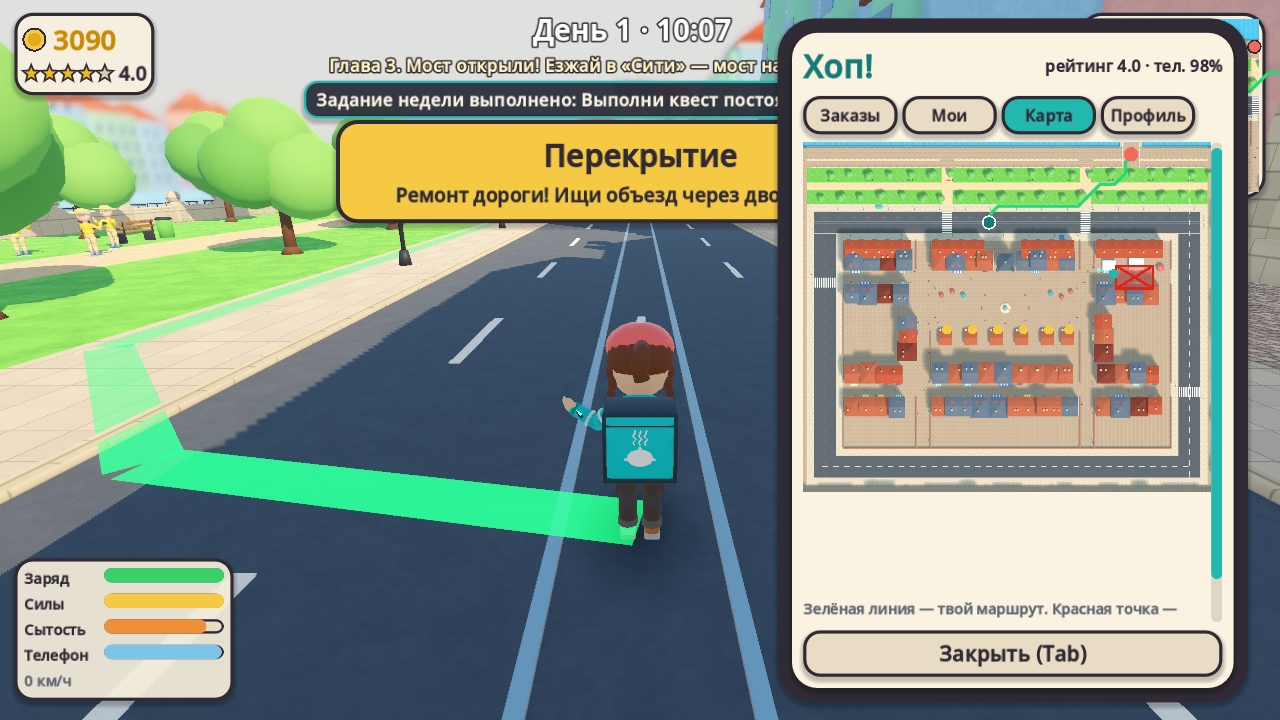 3090
4.0
День 1 · 10:07
Глава 3. Мост открыли! Езжай в «Сити» — мост на
Задание недели выполнено: Выполни квест
Перекрытие
Ремонт дороги! Ищи объезд через
Хоп!
рейтинг 4.0 · тел. 98%
Заказы
Мои
Карта
Профиль
Зелёная линия — твой маршрут. Красная точка —
Закрыть (Tab)
Заряд
Силы
Сытость
Телефон
0 км/ч